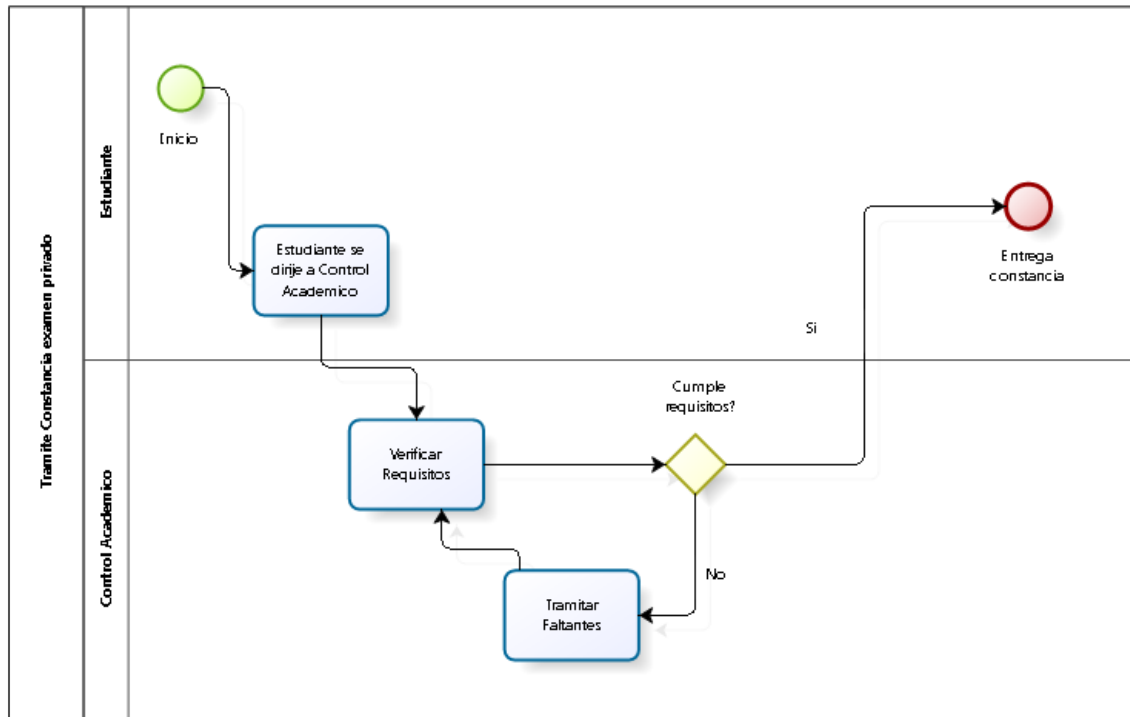 Tramite Constancia examen privado
Estudiante
Inicio
Estudiante se
dirije a Control
Academico
Entrega
constancia
Si
Control Academico
Cumple
requisitos?
Verificar
Requisitos
No
Tramitar
Faltantes